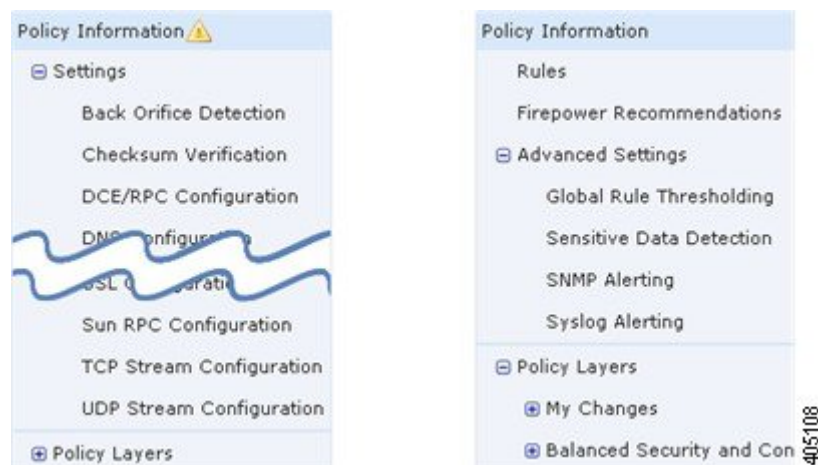 Policy Information
Settings
Back Orifice Detection
Checksum Verification
DCE/RPC Configuration
Sun RPC Configuration
TCP Stream Configuration
UDP Stream Configuration
Policy Layers
Policy Information
Rules
Firepower Recommendations
Advanced Settings
Global Rule Thresholding
Sensitive Data Detection
SNMP Alerting
Syslog Alerting
Policy Layers
My Changes
Balanced Security and Con
405108